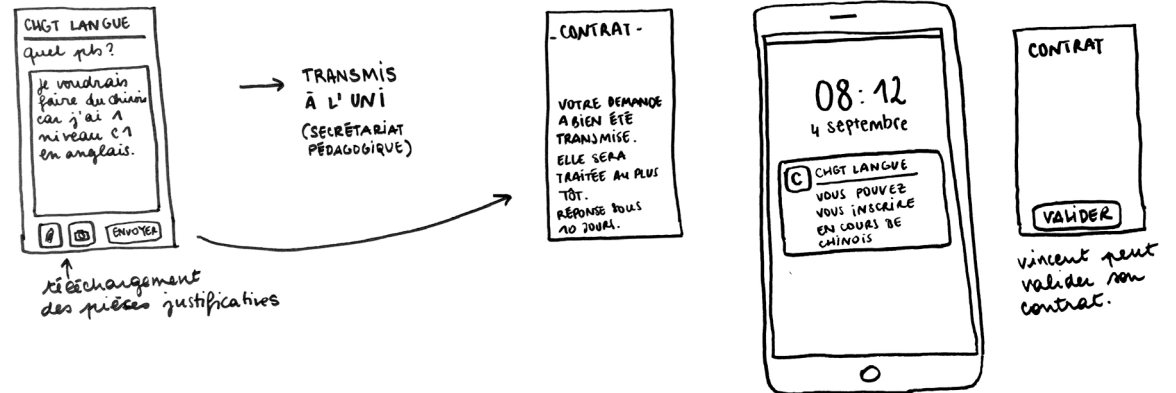 CHGT LANGUE
quel pb?
je voudrais
faire du chinois
car j'ai 1
niveau C1
en anglais.
ENVOYER
téléchargement
des pièces justificatives
TRANSMIS
À L'UNI
(SECRÉTARIAT
PÉDAGOGIQUE)
- CONTRAT -
VOTRE DEMANDE
A BIEN ÉTÉ
TRANSMISE.
ELLE SERA
TRAITÉE AU PLUS
TÔT.
RÉPONSE SOUS
10 JOURS.
08:12
4 septembre
C CHGT LANGUE
VOUS POUVEZ
VOUS INSCRIRE
EN COURS DE
CHINOIS
CONTRAT
VALIDER
vincent peut
valider son
contrat.